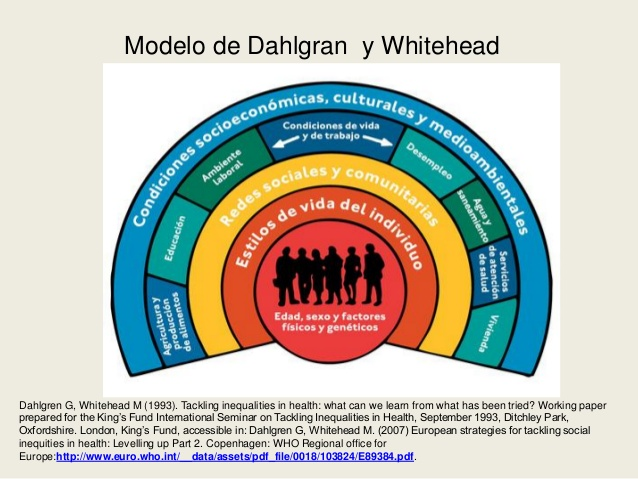 Modelo de Dahlgran y Whitehead
Condiciones socioeconómicas, culturales y medioambientales
Condiciones de vida
y de trabajo
Ambiente
laboral
Desempleo
Educación
Agua y
saneamiento
Agricultura y
producción
de alimentos
Servicios
de atención
de salud
Vivienda
Redes sociales y comunitarias
Estilos de vida del individuo
Edad, sexo y factores
físicos y genéticos
Dahlgren G, Whitehead M (1993). Tackling inequalities in health: what can we learn from what has been tried? Working paper
prepared for the King's Fund International Seminar on Tackling Inequalities in Health, September 1993, Ditchley Park,
Oxfordshire. London, King's Fund, accessible in: Dahlgren G, Whitehead M. (2007) European strategies for tackling social
inequities in health: Levelling up Part 2. Copenhagen: WHO Regional office for
Europe:http://www.euro.who.int/__data/assets/pdf_file/0018/103824/E89384.pdf.